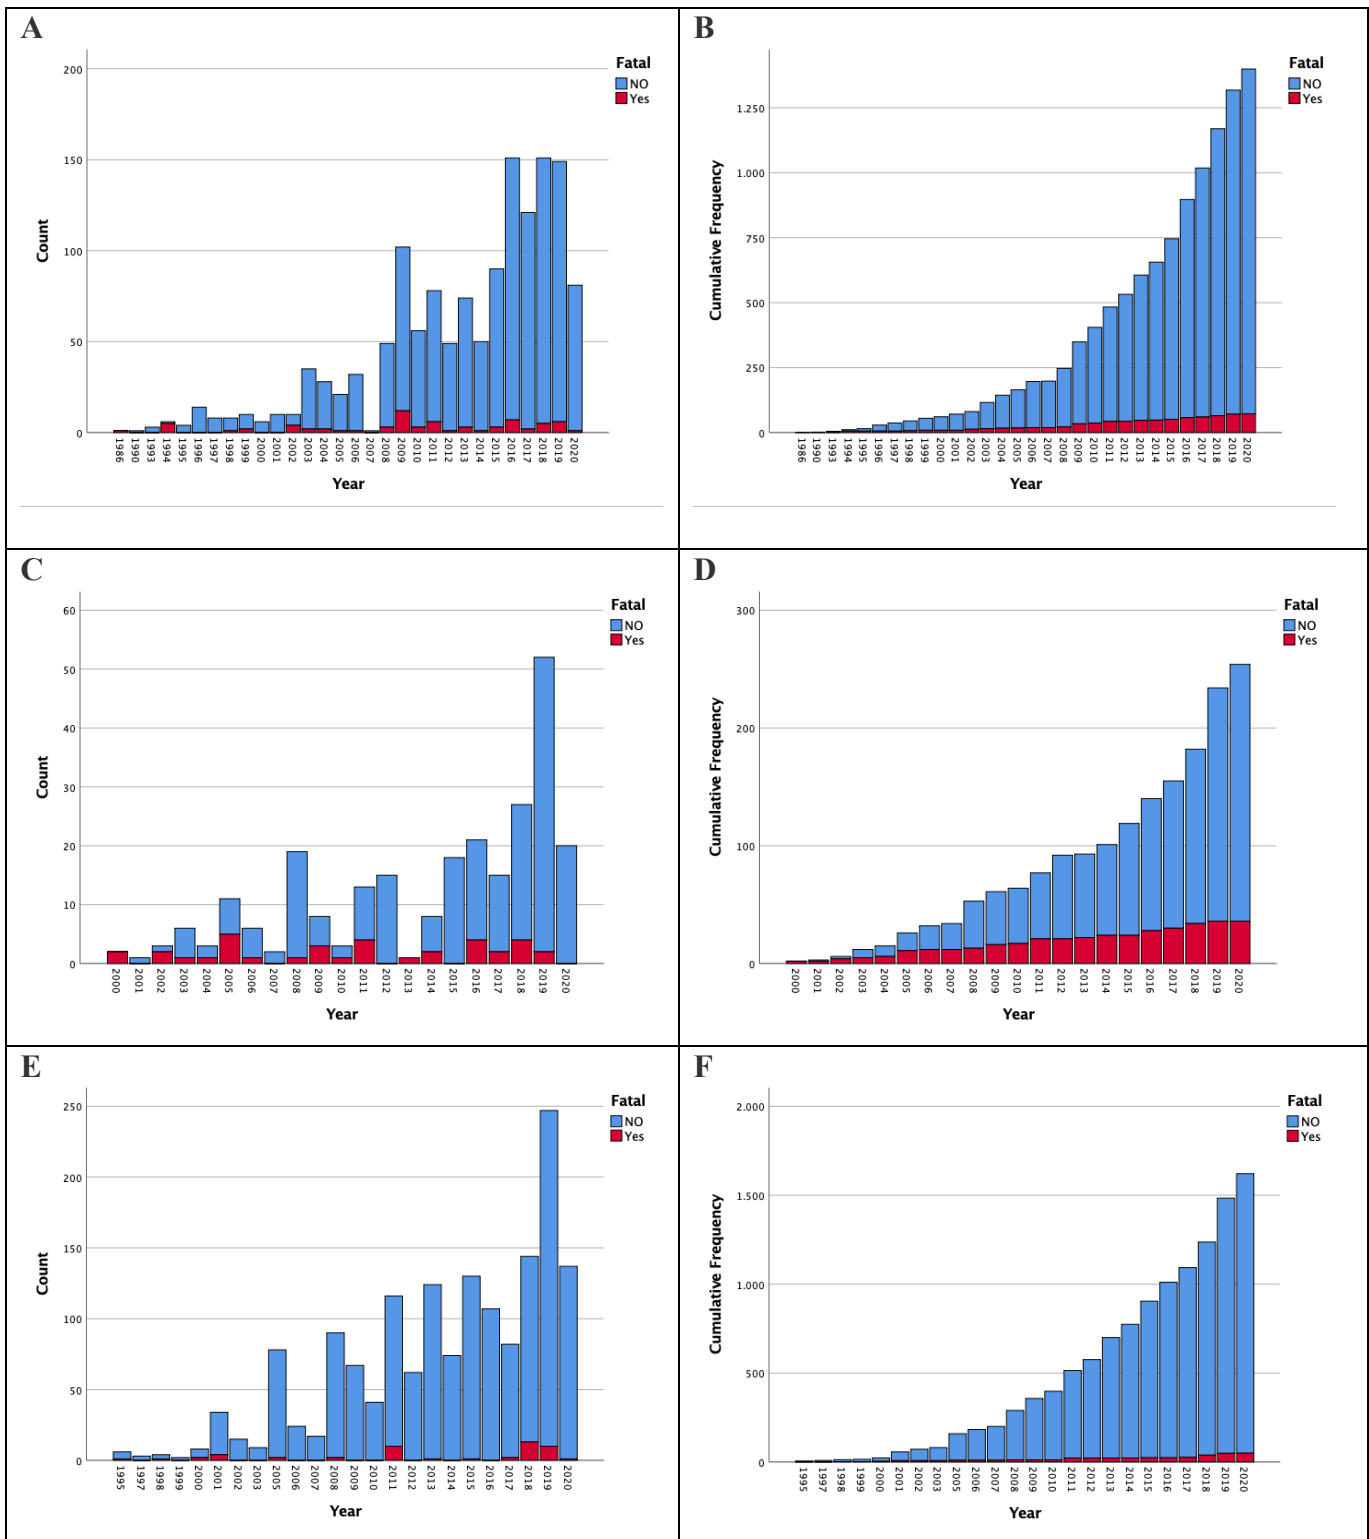 A
Fatal
NO
Yes
200
150
100
50
0
Count
1986 1990 1993 1994 1995 1996 1997 1998 1999 2000 2001 2002 2003 2004 2005 2006 2007 2008 2009 2010 2011 2012 2013 2014 2015 2016 2017 2018 2019 2020
Year
B
Fatal
NO
Yes
1.250
1.000
750
500
250
0
Cumulative Frequency
1986 1990 1993 1994 1995 1996 1997 1998 1999 2000 2001 2002 2003 2004 2005 2006 2007 2008 2009 2010 2011 2012 2013 2014 2015 2016 2017 2018 2019 2020
Year
C
Fatal
NO
Yes
60
50
40
30
20
10
0
Count
2000 2001 2002 2003 2004 2005 2006 2007 2008 2009 2010 2011 2012 2013 2014 2015 2016 2017 2018 2019 2020
Year
D
Fatal
NO
Yes
300
200
100
0
Cumulative Frequency
2000 2001 2002 2003 2004 2005 2006 2007 2008 2009 2010 2011 2012 2013 2014 2015 2016 2017 2018 2019 2020
Year
E
Fatal
NO
Yes
250
200
150
100
50
0
Count
1995 1997 1998 1999 2000 2001 2002 2003 2005 2006 2007 2008 2009 2010 2011 2012 2013 2014 2015 2016 2017 2018 2019 2020
Year
F
Fatal
NO
Yes
2.000
1.500
1.000
500
0
Cumulative Frequency
1995 1997 1998 1999 2000 2001 2002 2003 2005 2006 2007 2008 2009 2010 2011 2012 2013 2014 2015 2016 2017 2018 2019 2020
Year